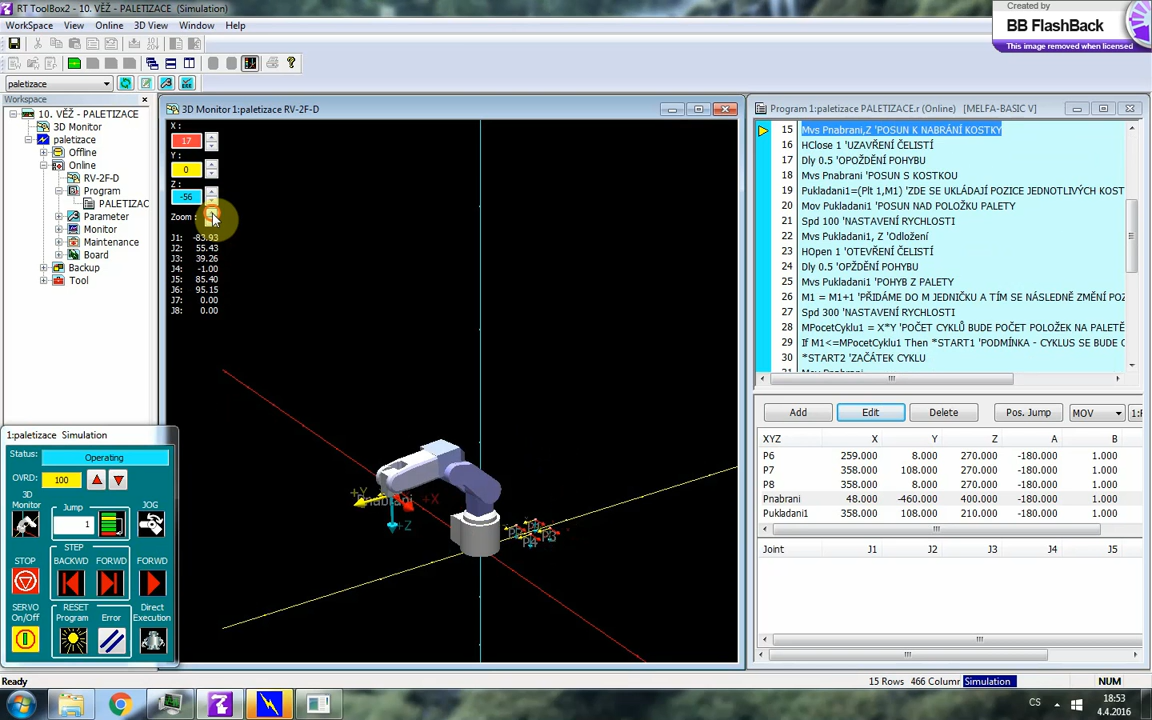 RT ToolBox2 - 10. VĚŽ - PALETIZACE (Simulation)
Created by
BB FlashBack
This image removed when licensed
WorkSpace View Online 3D View Window Help
paletizace
Workspace
10. VĚŽ - PALETIZACE
3D Monitor
paletizace
Offline
Online
RV-2F-D
Program
PALETIZAC
Parameter
Monitor
Maintenance
Board
Backup
Tool
3D Monitor 1:paletizace RV-2F-D
X :
17
Y :
0
Z :
-56
Zoom :
J1: -83.93
J2: 55.43
J3: 39.26
J4: -1.00
J5: 85.40
J6: 95.15
J7: 0.00
J8: 0.00
+Y Pnabrani +X
+Z
Program 1:paletizace PALETIZACE.r (Online) [MELFA-BASIC V]
15 Mvs Pnabrani,Z 'POSUN K NABRÁNÍ KOSTKY
16 HClose 1 'UZAVŘENÍ ČELISTÍ
17 Dly 0.5 'OPOŽDĚNÍ POHYBU
18 Mvs Pnabrani 'POSUN S KOSTKOU
19 Pukladani1=(Plt 1,M1) 'ZDE SE UKLÁDAJÍ POZICE JEDNOTLIVÝCH KOST
20 Mov Pukladani1 'POSUN NAD POLOŽKU PALETY
21 Spd 100 'NASTAVENÍ RYCHLOSTI
22 Mvs Pukladani1, Z 'Odložení
23 HOpen 1 'OTEVŘENÍ ČELISTÍ
24 Dly 0.5 'OPŽDĚNÍ POHYBU
25 Mvs Pukladani1 'POHYB Z PALETY
26 M1 = M1+1 'PŘIDÁME DO M JEDNIČKU A TÍM SE NÁSLEDNĚ ZMĚNÍ POZ
27 Spd 300 'NASTAVENÍ RYCHLOSTI
28 MPocetCyklu1 = X*Y 'POČET CYKLŮ BUDE POČET POLOŽEK NA PALETĚ
29 If M1<=MPocetCyklu1 Then *START1 'PODMÍNKA - CYKLUS SE BUDE O
30 *START2 'ZAČÁTEK CYKLU
Add Edit Delete Pos. Jump MOV
XYZ X Y Z A B
P6 259.000 8.000 270.000 -180.000 1.000
P7 358.000 108.000 270.000 -180.000 1.000
P8 358.000 8.000 270.000 -180.000 1.000
Pnabrani 48.000 -460.000 400.000 -180.000 1.000
Pukladani1 358.000 108.000 210.000 -180.000 1.000
Joint J1 J2 J3 J4 J5
1:paletizace Simulation
Status: Operating
OVRD: 100
3D Monitor
Jump
1
JOG
STEP
STOP BACKWD FORWD FORWD
SERVO On/Off
RESET
Program Error
Direct Execution
Ready
15 Rows 466 Column Simulation NUM
CS
18:53
4.4.2016